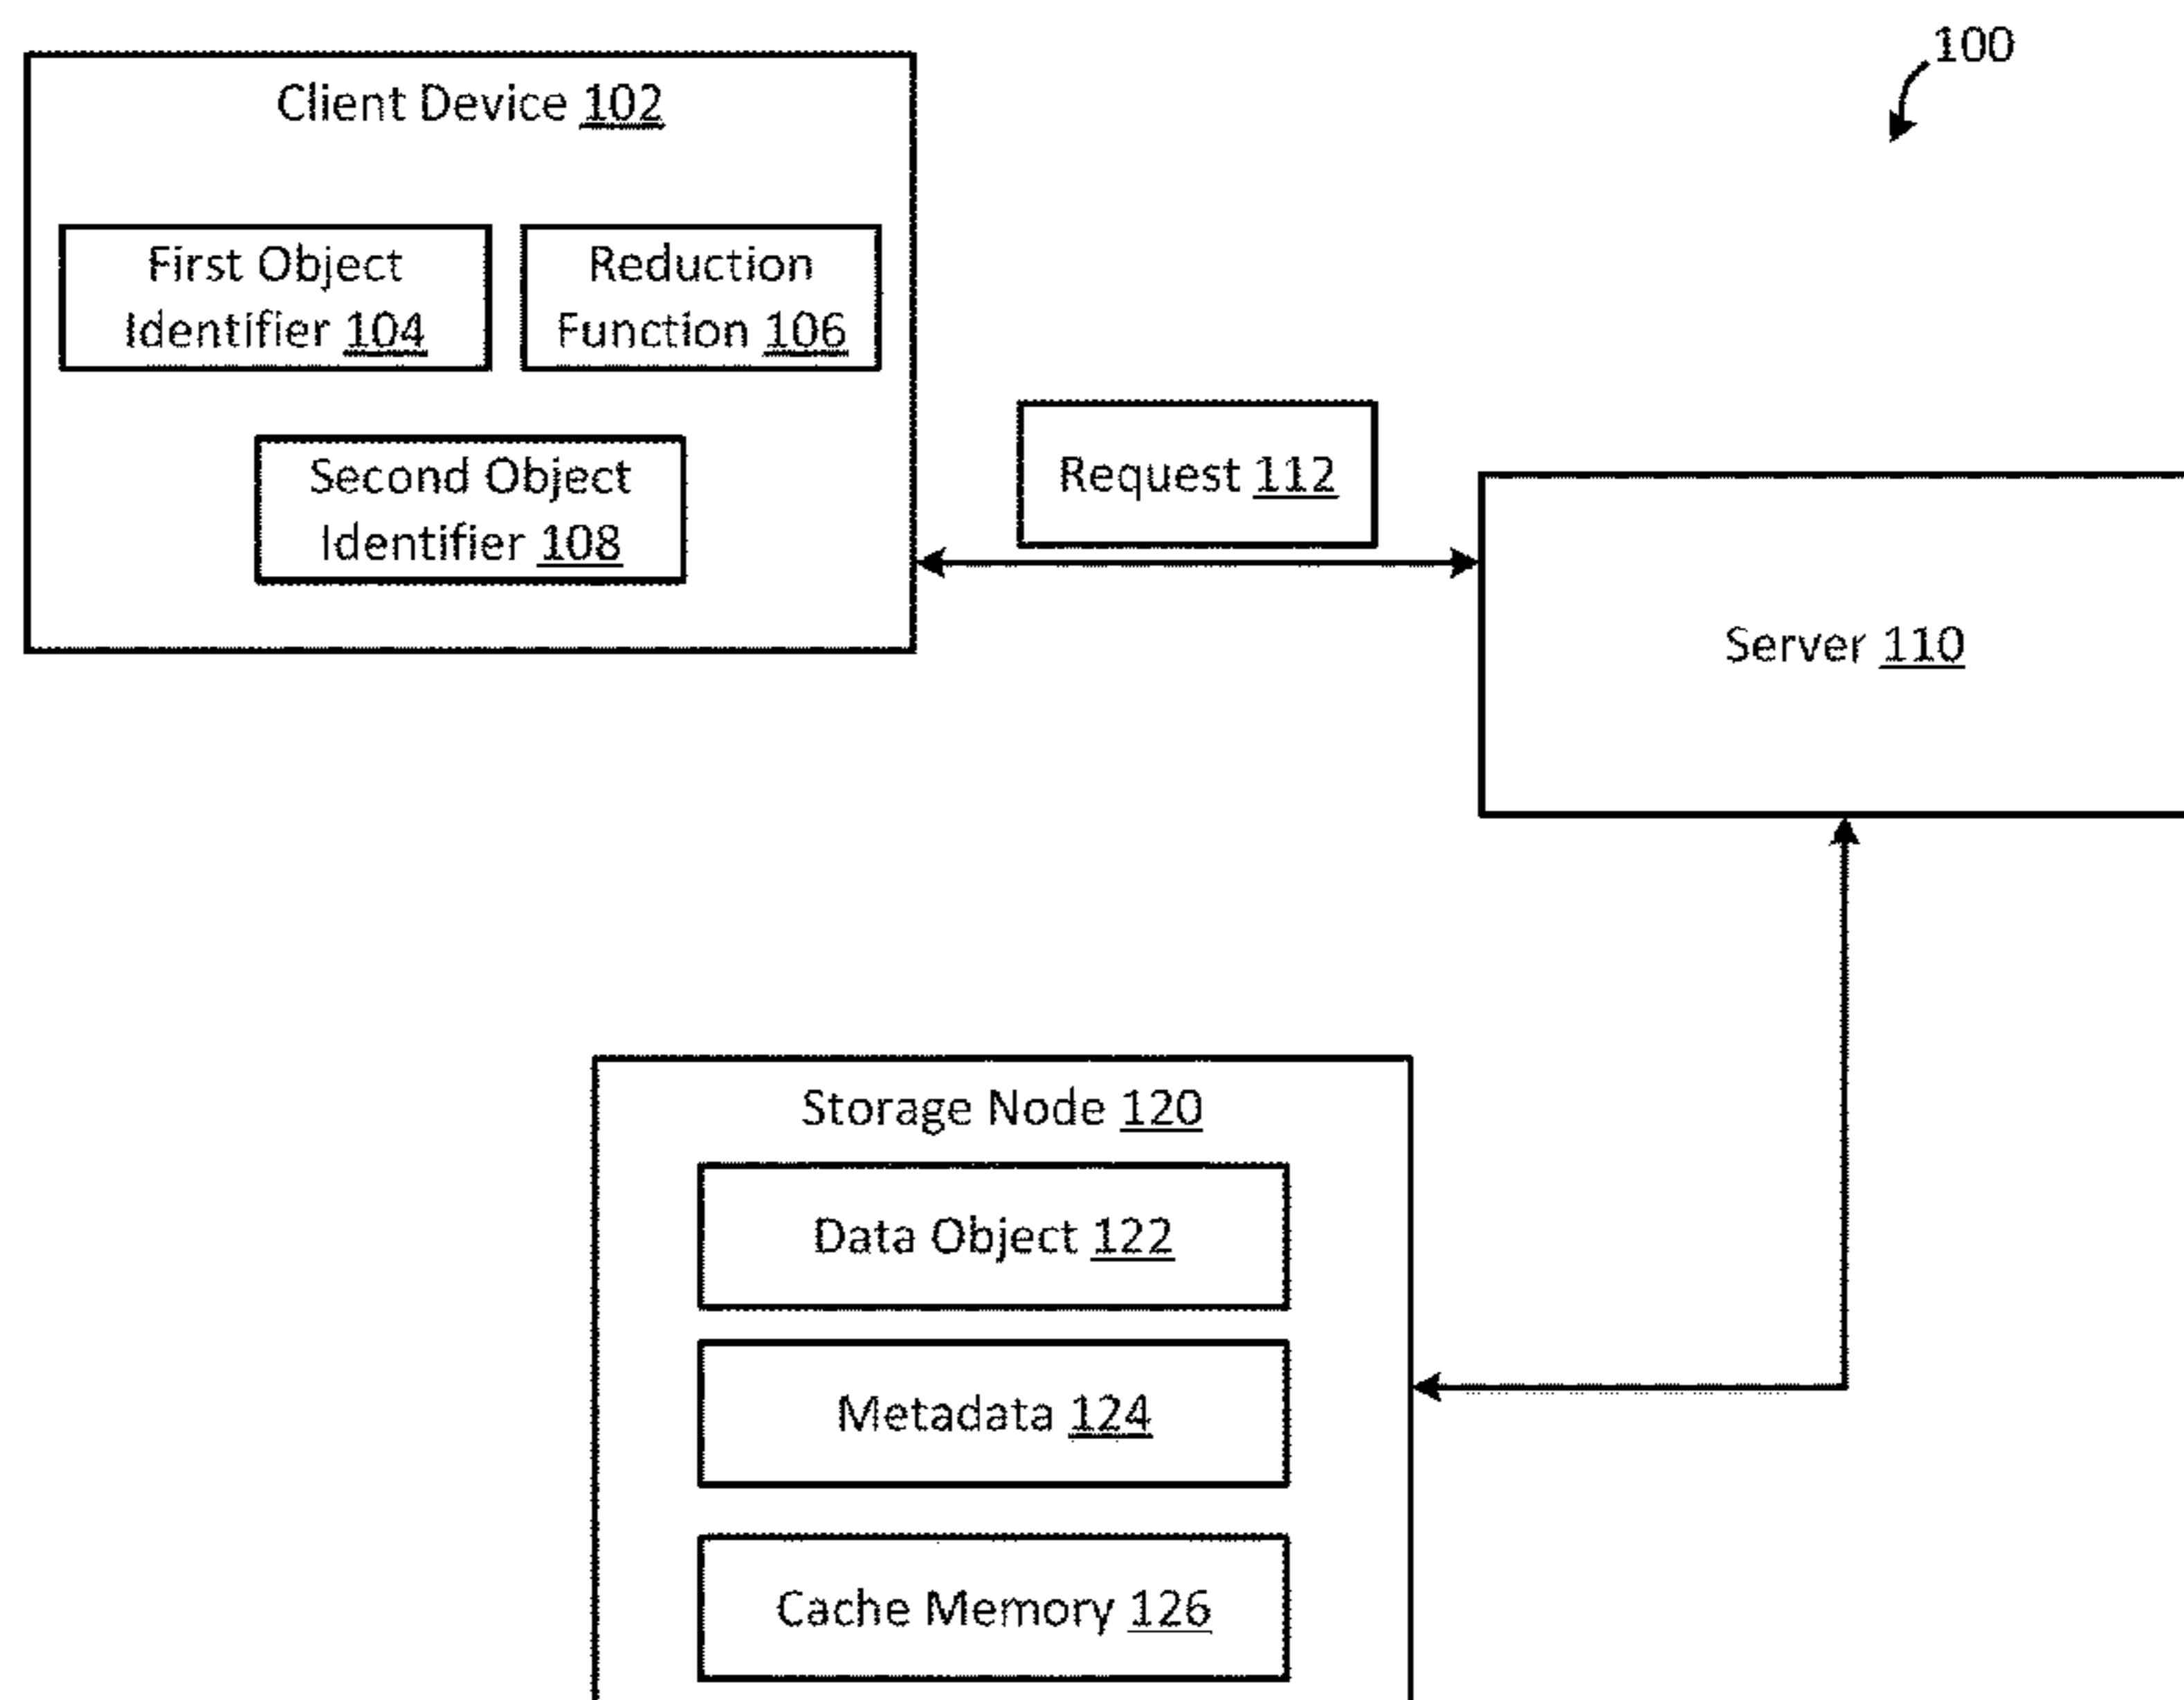 100
Client Device 102
First Object
Identifier 104
Reduction
Function 106
Second Object
Identifier 108
Request 112
Server 110
Storage Node 120
Data Object 122
Metadata 124
Cache Memory 126